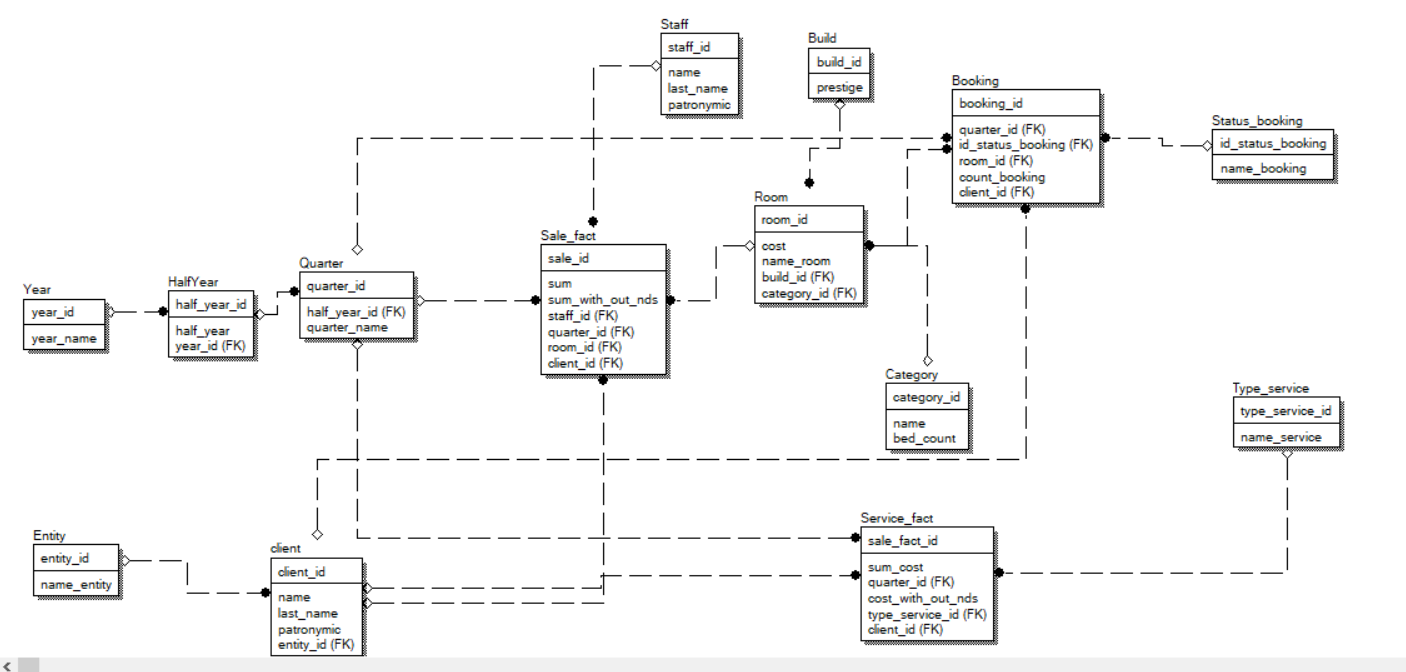 Staff
staff_id
name
last_name
patronymic
Build
build_id
prestige
Booking
booking_id
quarter_id (FK)
id_status_booking (FK)
room_id (FK)
count_booking
client_id (FK)
Status_booking
id_status_booking
name_booking
Room
room_id
cost
name_room
build_id (FK)
category_id (FK)
Sale_fact
sale_id
sum
sum_with_out_nds
staff_id (FK)
quarter_id (FK)
room_id (FK)
client_id (FK)
Quarter
quarter_id
half_year_id (FK)
quarter_name
HalfYear
half_year_id
half_year
year_id (FK)
Year
year_id
year_name
Category
category_id
name
bed_count
Type_service
type_service_id
name_service
Service_fact
sale_fact_id
sum_cost
quarter_id (FK)
cost_with_out_nds
type_service_id (FK)
client_id (FK)
Entity
entity_id
name_entity
client
client_id
name
last_name
patronymic
entity_id (FK)